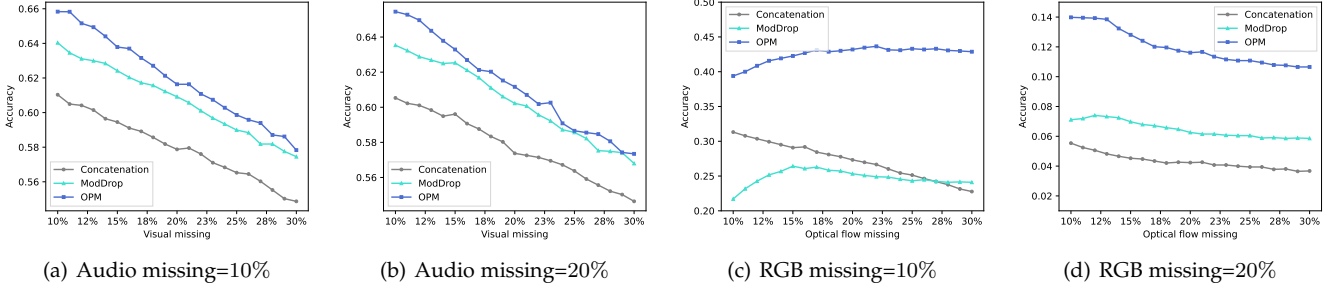 0.66
0.64
0.62
0.60
0.58
0.56
Accuracy
Concatenation
ModDrop
OPM
10% 12% 15% 18% 20% 23% 25% 28% 30%
Visual missing
(a) Audio missing=10%
0.66
0.64
0.62
0.60
0.58
0.56
Accuracy
Concatenation
ModDrop
OPM
10% 12% 15% 18% 20% 23% 25% 28% 30%
Visual missing
(b) Audio missing=20%
0.50
0.45
0.40
0.35
0.30
0.25
0.20
Accuracy
Concatenation
ModDrop
OPM
10% 12% 15% 18% 20% 23% 25% 28% 30%
Optical flow missing
(c) RGB missing=10%
0.14
0.12
0.10
0.08
0.06
0.04
0.02
Accuracy
Concatenation
ModDrop
OPM
10% 12% 15% 18% 20% 23% 25% 28% 30%
Optical flow missing
(d) RGB missing=20%